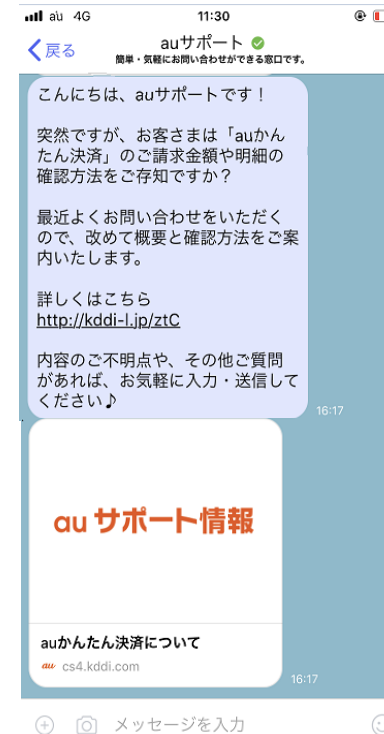 au 4G 11:30
戻る
auサポート
簡単・気軽にお問い合わせができる窓口です。
こんにちは、auサポートです！
突然ですが、お客さまは「auかん
たん決済」のご請求金額や明細の
確認方法をご存知ですか？
最近よくお問い合わせをいただく
ので、改めて概要と確認方法をご案
内いたします。
詳しくはこちら
http://kddi-l.jp/ztC
内容のご不明点や、その他ご質問
があれば、お気軽に入力・送信して
ください♪
16:17
au サポート情報
auかんたん決済について
au cs4.kddi.com
16:17
メッセージを入力